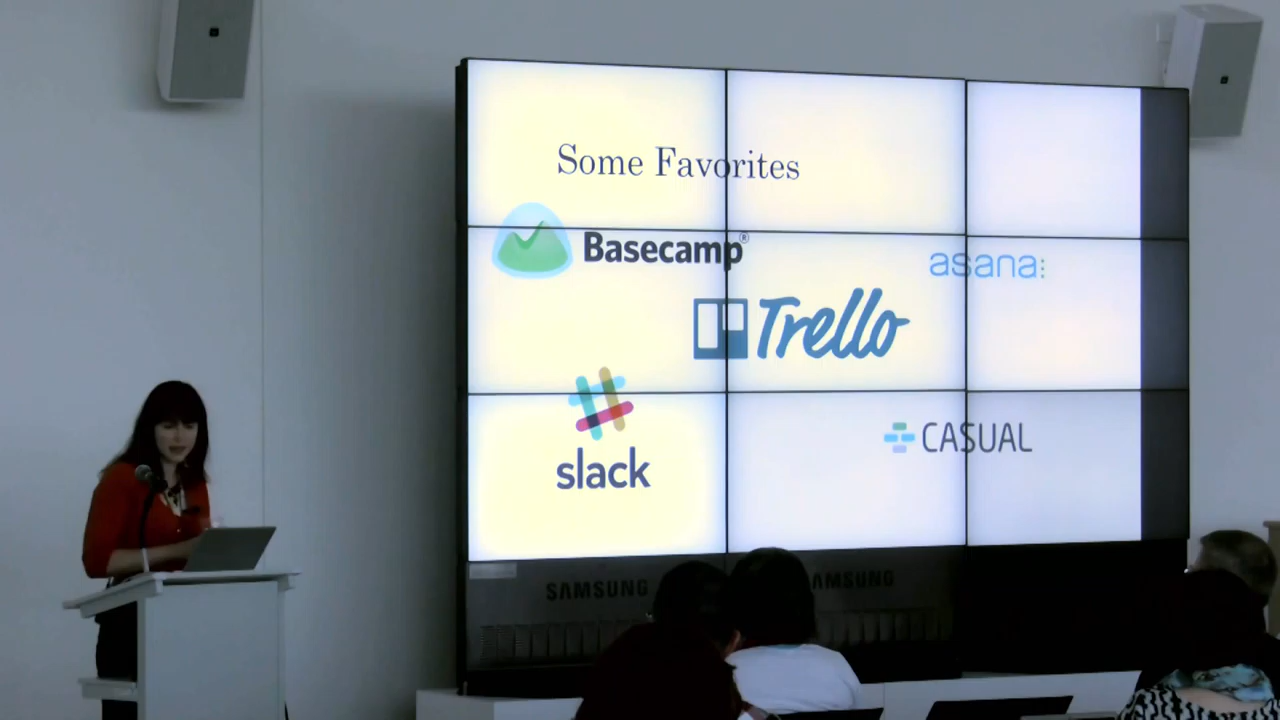 Some Favorites
Basecamp®
asana:
Trello
slack
CASUAL
SAMSUNG
SAMSUNG